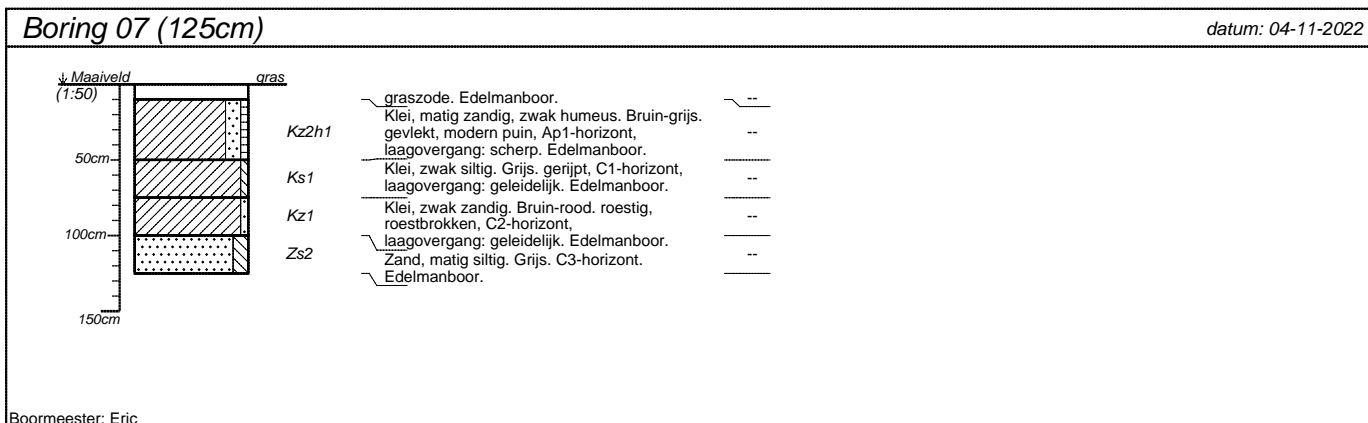 Boring 07 (125cm)
datum: 04-11-2022
Maaiveld
gras
(1:50)
graszode. Edelmanboor.
--
Kz2h1
Klei, matig zandig, zwak humeus. Bruin-grijs.
gevlekt, modern puin, Ap1-horizont,
laagovergang: scherp. Edelmanboor.
--
50cm
Ks1
Klei, zwak siltig. Grijs. gerijpt, C1-horizont,
laagovergang: geleidelijk. Edelmanboor.
--
Kz1
Klei, zwak zandig. Bruin-rood. roestig,
roestbrokken, C2-horizont,
laagovergang: geleidelijk. Edelmanboor.
--
100cm
Zs2
Zand, matig siltig. Grijs. C3-horizont.
Edelmanboor.
--
150cm
Boormeester: Eric